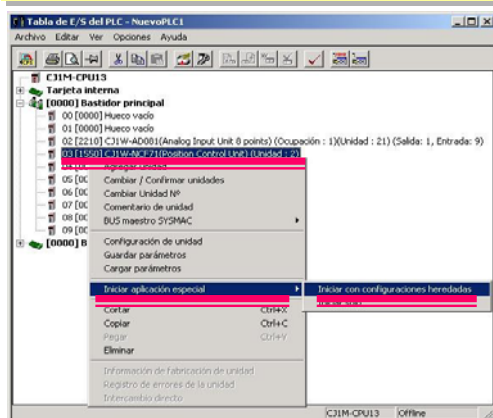 Tabla de E/S del PLC - NuevoPLC1
Archivo Editar Ver Opciones Ayuda
CJ1M-CPU13
Tarjeta interna
[0000] Bastidor principal
00 [0000] Hueco vacío
01 [0000] Hueco vacío
02 [2210] CJ1W-AD081(Analog Input Unit 8 points) (Ocupación : 1)(Unidad : 21) (Salida: 1, Entrada: 9)
03 [1550] CJ1W-NCF71(Position Control Unit) (Unidad : 2)
05 [00
Cambiar / Confirmar unidades
06 [00
Cambiar Unidad Nº
07 [00
Comentario de unidad
08 [00
BUS maestro SYSMAC
09 [00
[0000] B
Configuración de unidad
Guardar parámetros
Cargar parámetros
Iniciar aplicación especial
Iniciar con configuraciones heredadas
Cortar Ctrl+X
Copiar Ctrl+C
Pegar Ctrl+V
Eliminar
Información de fabricación de unidad
Registro de errores de la unidad
Intercambio directo
CJ1M-CPU13 Offline